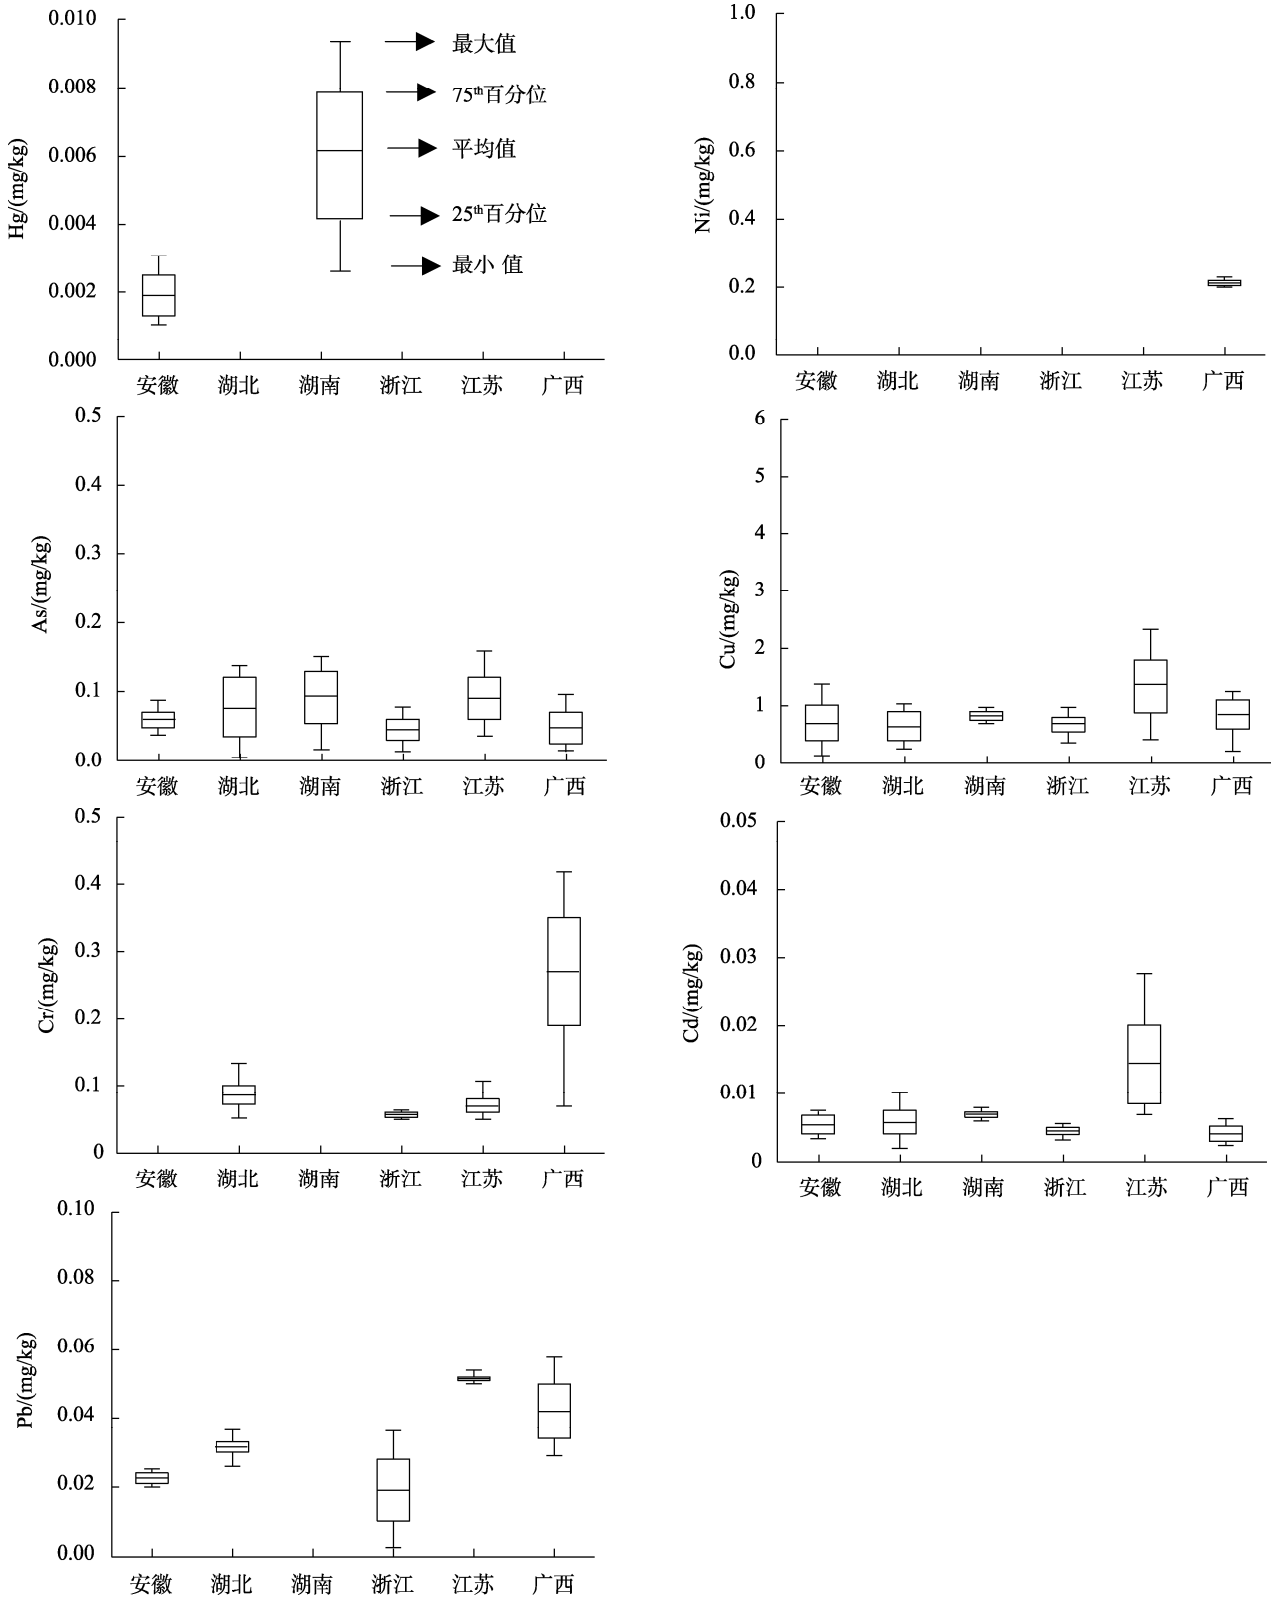 Hg/(mg/kg)
0.010
0.008
0.006
0.004
0.002
0.000
最大值
75th百分位
平均值
25th百分位
最小 值
安徽 湖北 湖南 浙江 江苏 广西
Ni/(mg/kg)
1.0
0.8
0.6
0.4
0.2
0.0
安徽 湖北 湖南 浙江 江苏 广西
As/(mg/kg)
0.5
0.4
0.3
0.2
0.1
0.0
安徽 湖北 湖南 浙江 江苏 广西
Cu/(mg/kg)
6
5
4
3
2
1
0
安徽 湖北 湖南 浙江 江苏 广西
Cr/(mg/kg)
0.5
0.4
0.3
0.2
0.1
0
安徽 湖北 湖南 浙江 江苏 广西
Cd/(mg/kg)
0.05
0.04
0.03
0.02
0.01
0
安徽 湖北 湖南 浙江 江苏 广西
Pb/(mg/kg)
0.10
0.08
0.06
0.04
0.02
0.00
安徽 湖北 湖南 浙江 江苏 广西